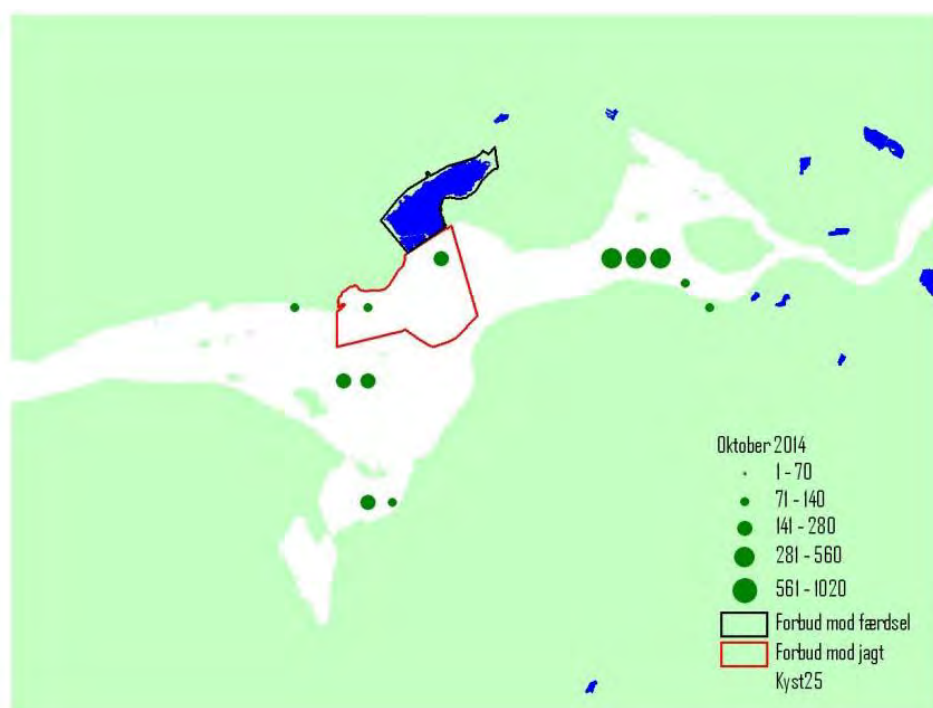 Oktober 2014
1 - 70
71 - 140
141 - 280
281 - 560
561 - 1020
Forbud mod færdsel
Forbud mod jagt
Kyst25